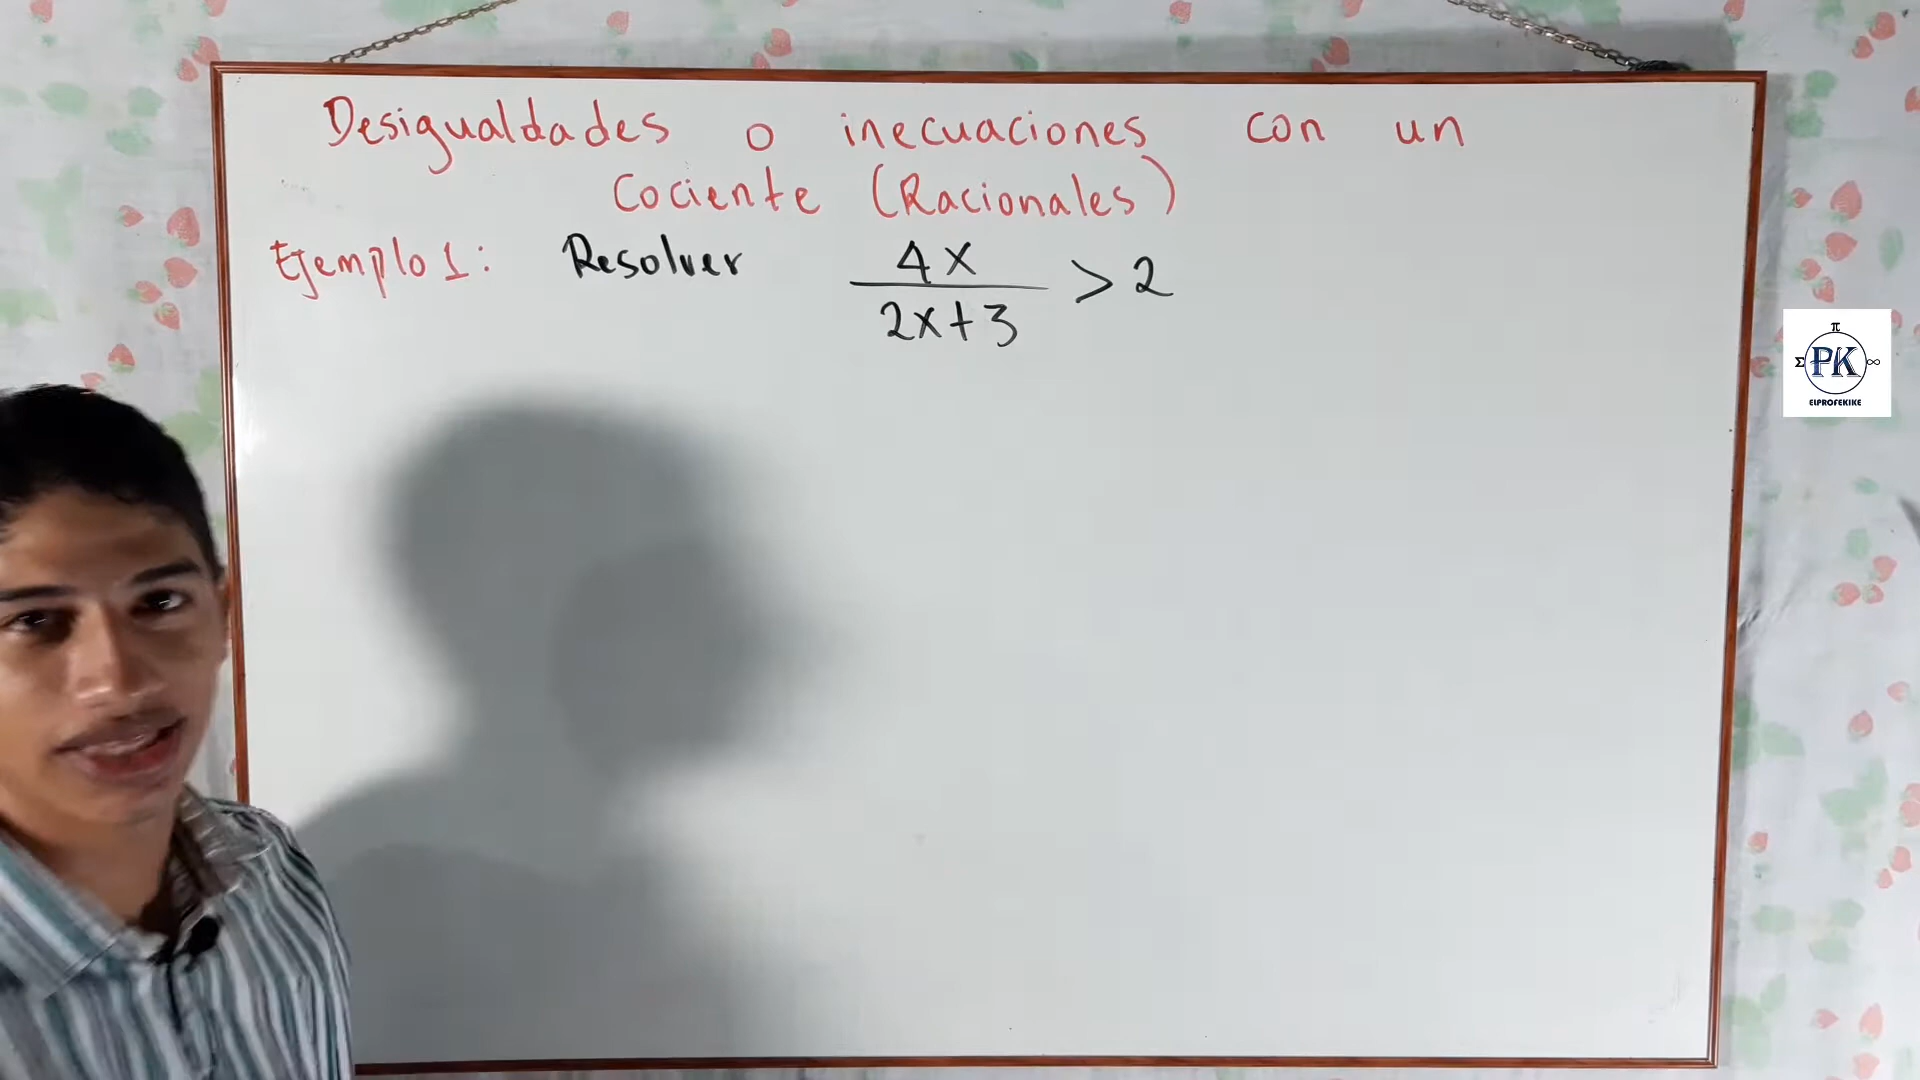 Desigualdades o inecuaciones con un
Cociente (Racionales)
Ejemplo 1: Resolver 4x / 2x+3 > 2
π
Σ PK ∞
ElPROFEKIKE